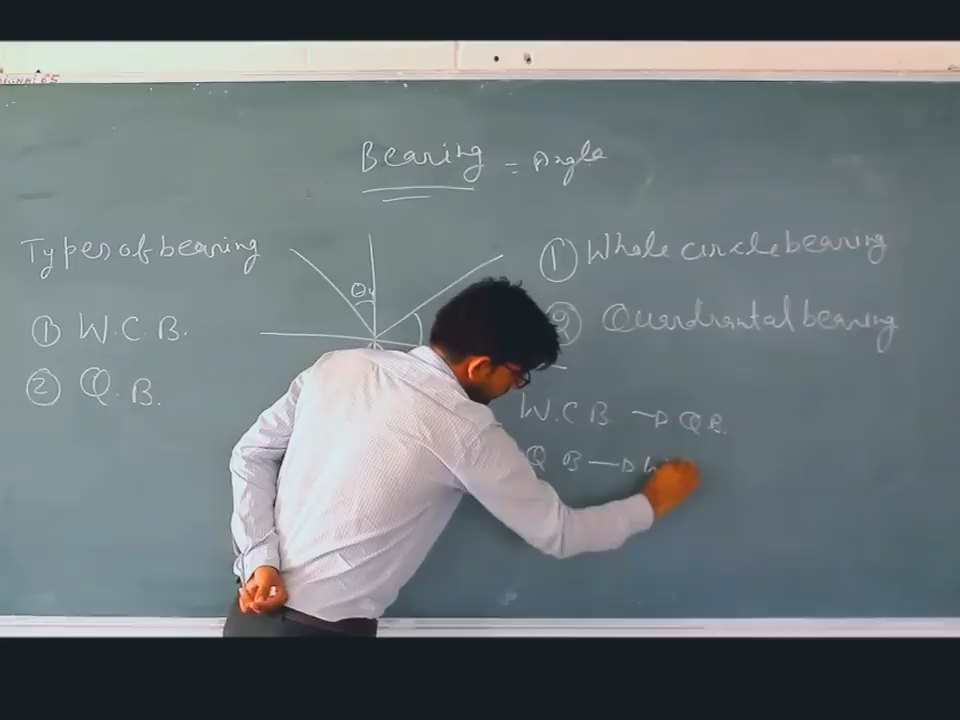 Bearing = Angle
Types of bearing
① W.C.B.
② Q.B.
θ
① Whole circle bearing
② Quadrantal bearing
W.C B → Q B.
Q B → W